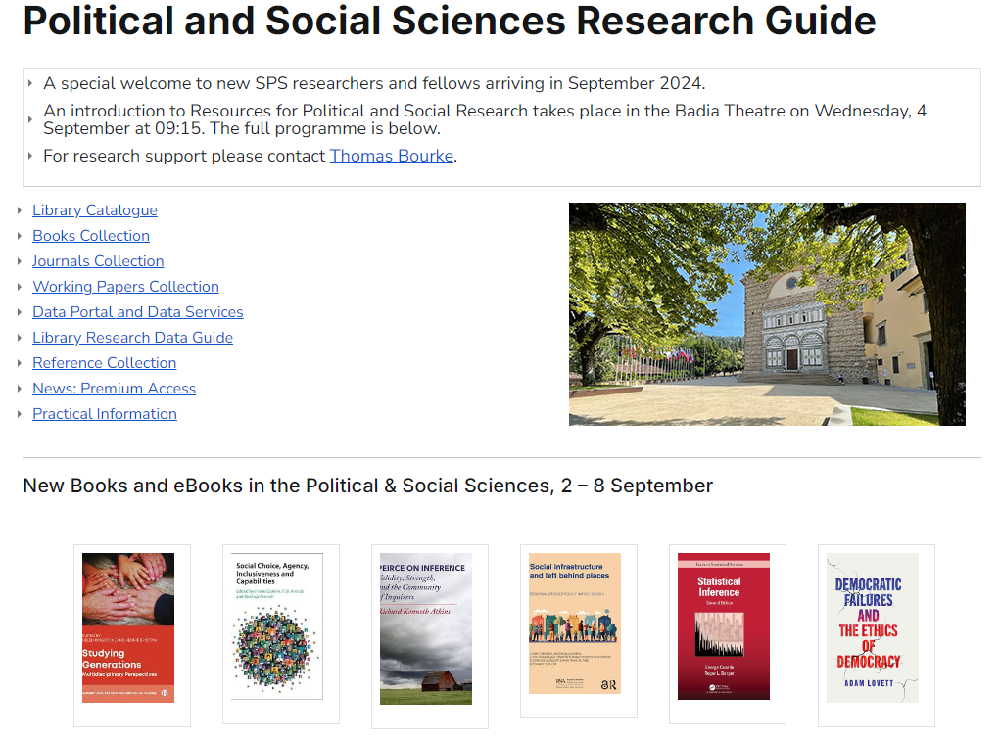 Political and Social Sciences Research Guide
A special welcome to new SPS researchers and fellows arriving in September 2024.
An introduction to Resources for Political and Social Research takes place in the Badia Theatre on Wednesday, 4
September at 09:15. The full programme is below.
For research support please contact Thomas Bourke.
Library Catalogue
Books Collection
Journals Collection
Working Papers Collection
Data Portal and Data Services
Library Research Data Guide
Reference Collection
News: Premium Access
Practical Information
New Books and eBooks in the Political & Social Sciences, 2 – 8 September
Studying
Generations
Multidisciplinary Perspectives
Social Choice, Agency,
Inclusiveness and
Capabilities
PEIRCE ON INFERENCE
Validity, Strength,
and the Community
of Inquirers
Richard Kenneth Atkins
Social infrastructure
and left behind places
Texts in Statistical Science
Statistical
Inference
Second Edition
George Casella
Roger L. Berger
DEMOCRATIC
FAILURES
AND
THE ETHICS
OF
DEMOCRACY
ADAM LOVETT